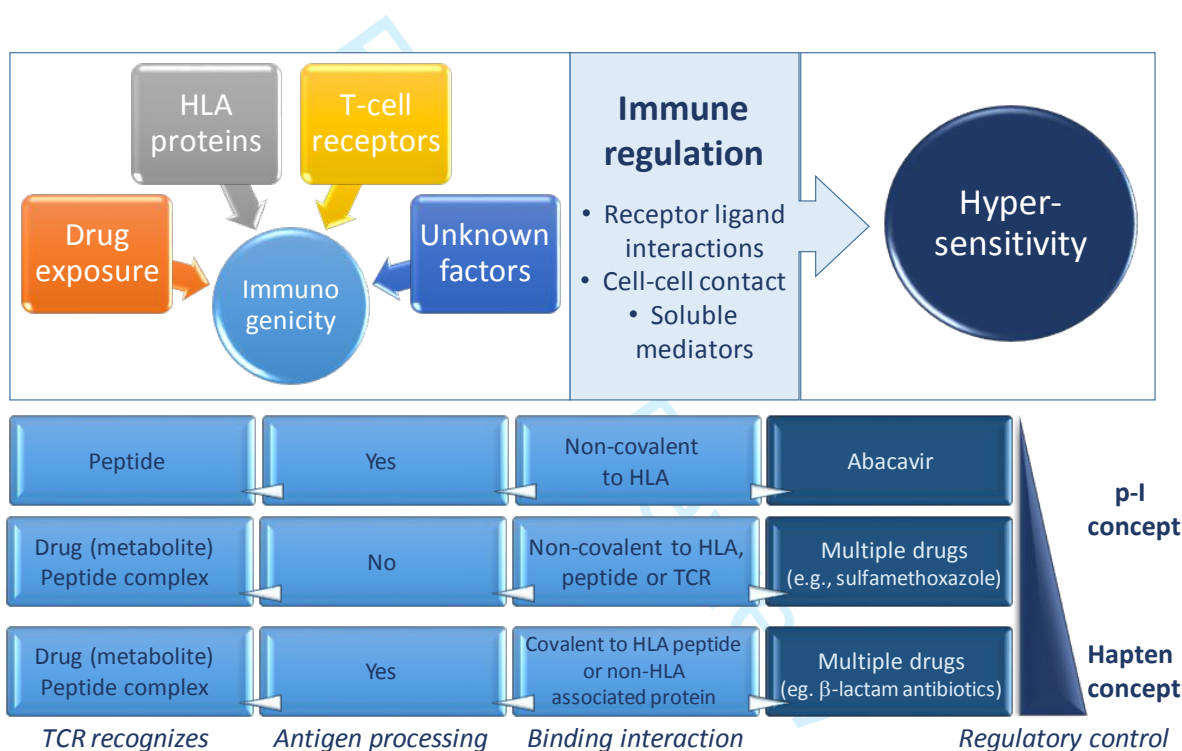 HLA
proteins
T-cell
receptors
Drug
exposure
Unknown
factors
Immuno
genicity
Immune
regulation
• Receptor ligand
interactions
• Cell-cell contact
• Soluble
mediators
Hyper-
sensitivity
Peptide
Yes
Non-covalent
to HLA
Abacavir
p-I
concept
Drug (metabolite)
Peptide complex
No
Non-covalent to HLA,
peptide or TCR
Multiple drugs
(e.g., sulfamethoxazole)
Drug (metabolite)
Peptide complex
Yes
Covalent to HLA peptide
or non-HLA
associated protein
Multiple drugs
(eg. β-lactam antibiotics)
Hapten
concept
TCR recognizes
Antigen processing
Binding interaction
Regulatory control